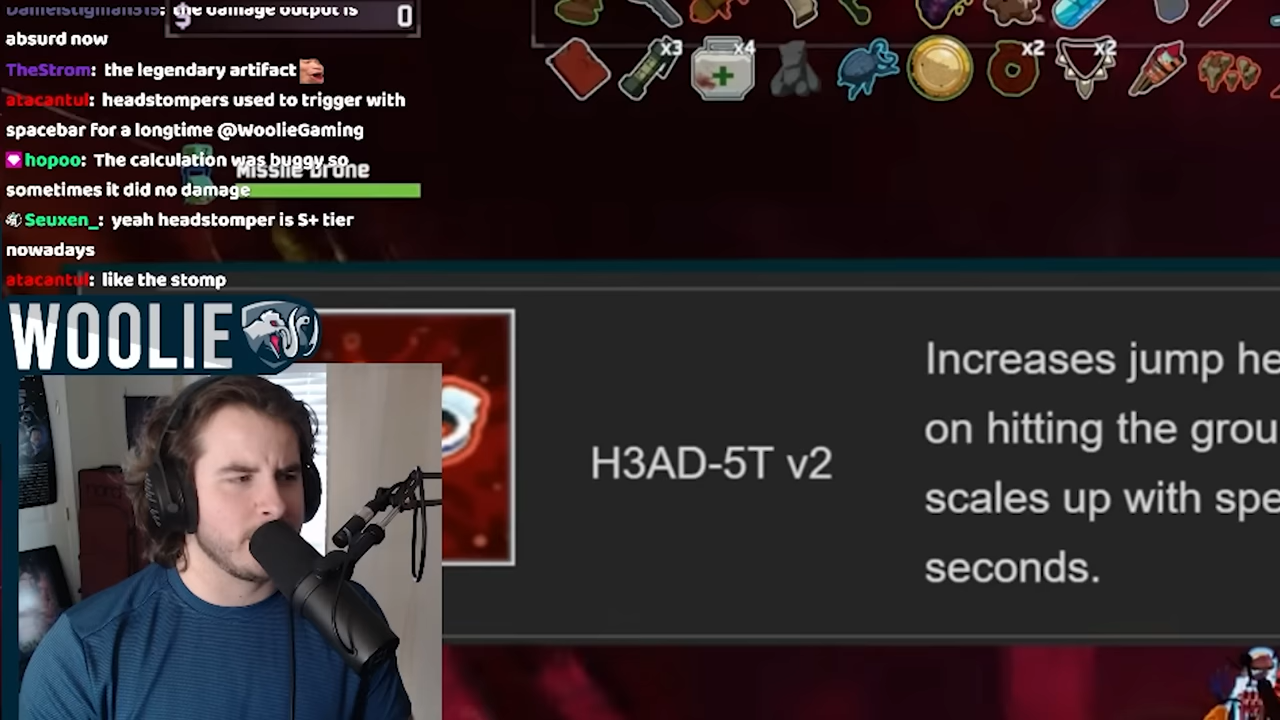 Danielstigman315: the damage output is
$ 0
absurd now
x3 x4 x2 x2
TheStrom: the legendary artifact
atacantul: headstompers used to trigger with
spacebar for a longtime @WoolieGaming
hopoo: The calculation was buggy so
Missile Drone
sometimes it did no damage
Seuxen_: yeah headstomper is S+ tier
nowadays
atacantul: like the stomp
WOOLIE
H3AD-5T v2
Increases jump he
on hitting the grou
scales up with spe
seconds.